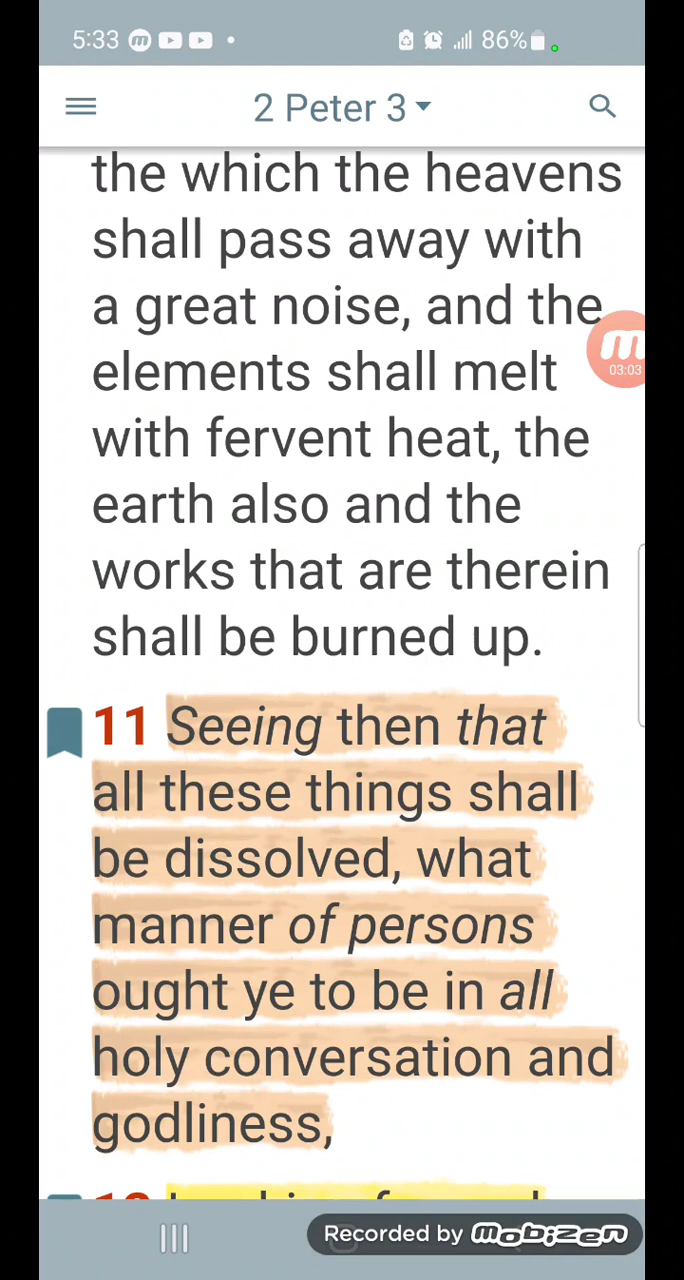 5:33
86%
2 Peter 3
the which the heavens
shall pass away with
a great noise, and the
elements shall melt
03:03
with fervent heat, the
earth also and the
works that are therein
shall be burned up.
11 Seeing then that
all these things shall
be dissolved, what
manner of persons
ought ye to be in all
holy conversation and
godliness,
Recorded by mobizen